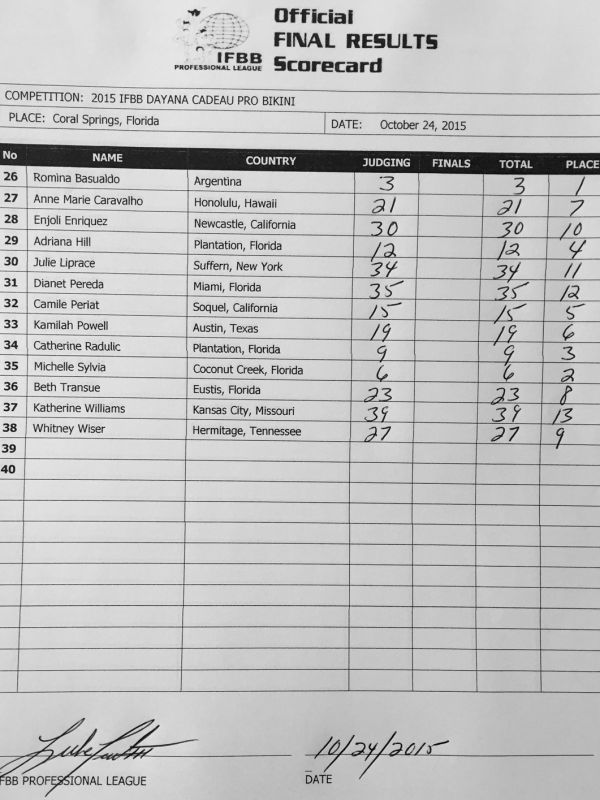 Official
FINAL RESULTS
Scorecard
IFBB
PROFESSIONAL LEAGUE
COMPETITION: 2015 IFBB DAYANA CADEAU PRO BIKINI
PLACE: Coral Springs, Florida DATE: October 24, 2015
No NAME COUNTRY JUDGING FINALS TOTAL PLACE
26 Romina Basualdo Argentina 3 3 1
27 Anne Marie Caravalho Honolulu, Hawaii 21 21 7
28 Enjoli Enriquez Newcastle, California 30 30 10
29 Adriana Hill Plantation, Florida 12 12 4
30 Julie Liprace Suffern, New York 34 34 11
31 Dianet Pereda Miami, Florida 35 35 12
32 Camile Periat Soquel, California 15 15 5
33 Kamilah Powell Austin, Texas 19 19 6
34 Catherine Radulic Plantation, Florida 9 9 3
35 Michelle Sylvia Coconut Creek, Florida 6 6 2
36 Beth Transue Eustis, Florida 23 23 8
37 Katherine Williams Kansas City, Missouri 39 39 13
38 Whitney Wiser Hermitage, Tennessee 27 27 9
39
40
10/24/2015
FBB PROFESSIONAL LEAGUE DATE